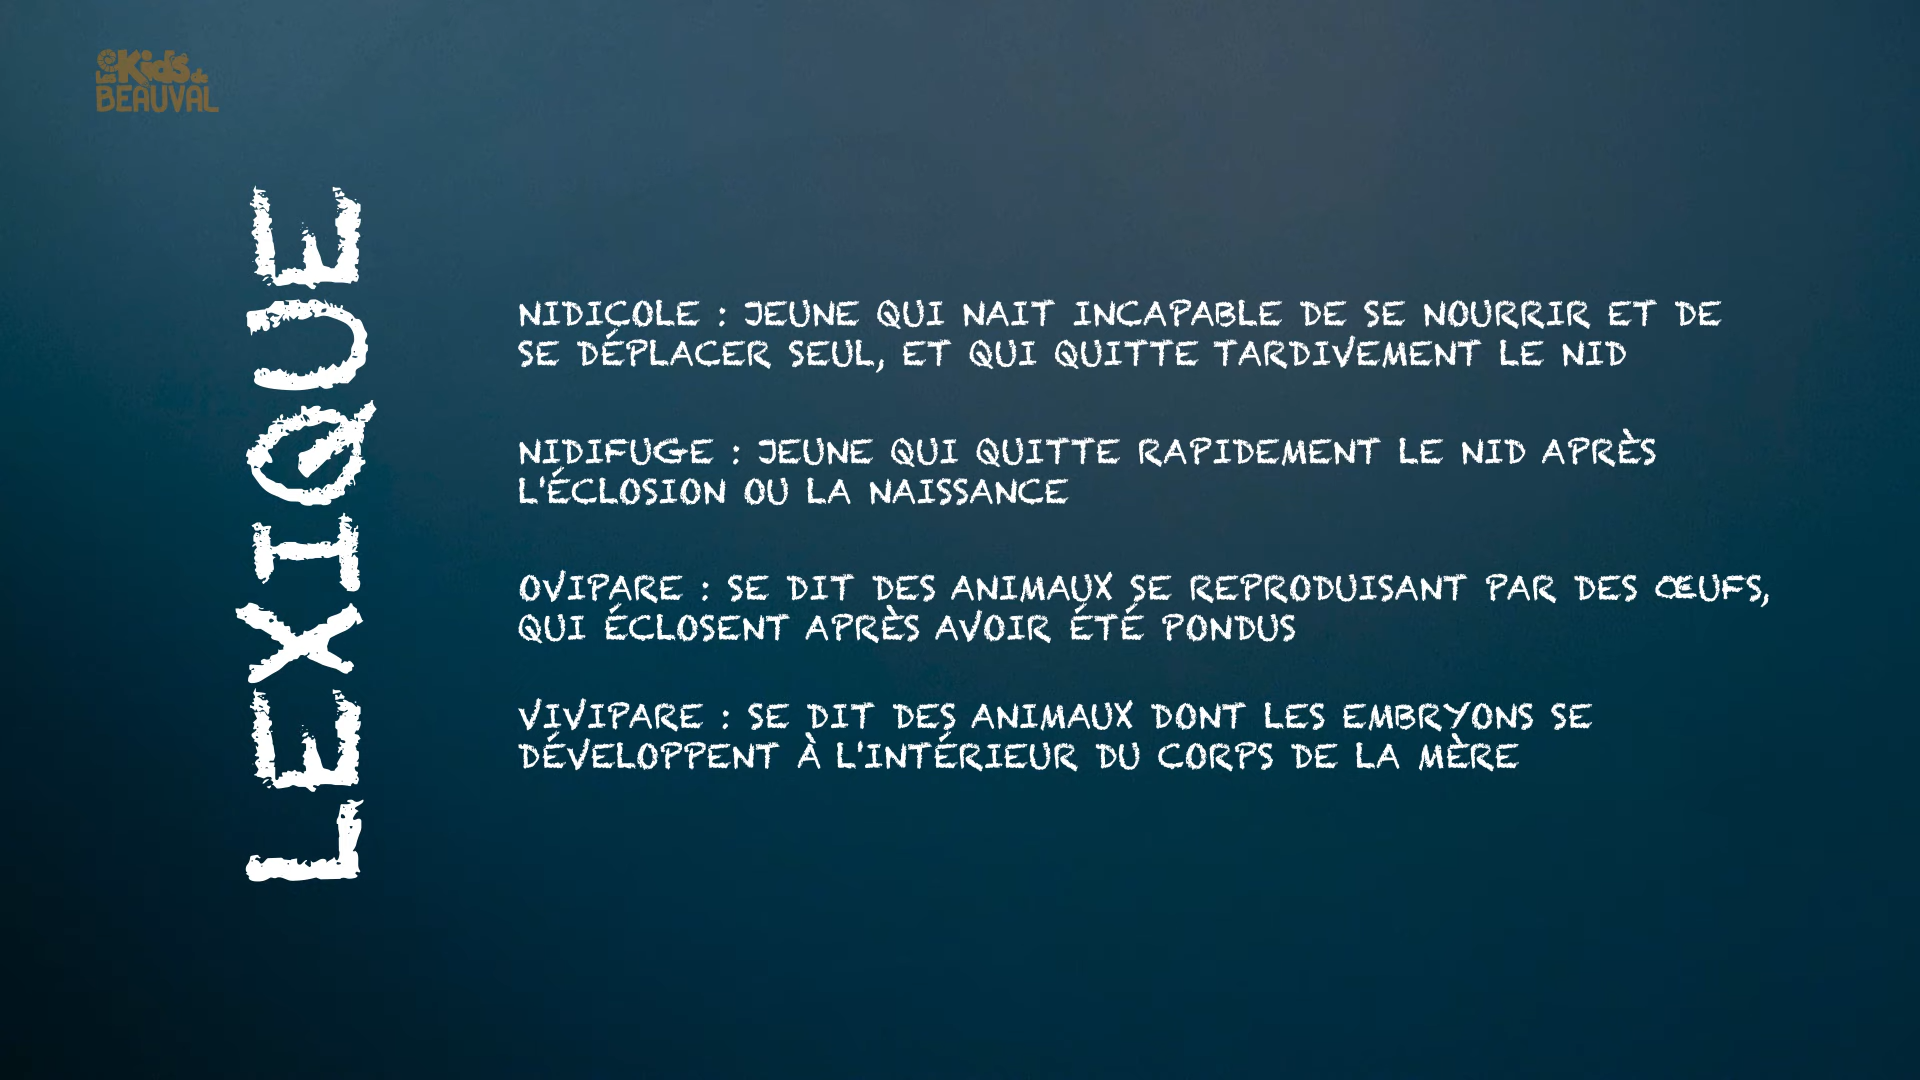 Les Kids de
BEAUVAL
LEXIQUE
NIDICOLE : JEUNE QUI NAIT INCAPABLE DE SE NOURRIR ET DE
SE DÉPLACER SEUL, ET QUI QUITTE TARDIVEMENT LE NID
NIDIFUGE : JEUNE QUI QUITTE RAPIDEMENT LE NID APRÈS
L'ÉCLOSION OU LA NAISSANCE
OVIPARE : SE DIT DES ANIMAUX SE REPRODUISANT PAR DES ŒUFS,
QUI ÉCLOSENT APRÈS AVOIR ÉTÉ PONDUS
VIVIPARE : SE DIT DES ANIMAUX DONT LES EMBRYONS SE
DÉVELOPPENT À L'INTÉRIEUR DU CORPS DE LA MÈRE